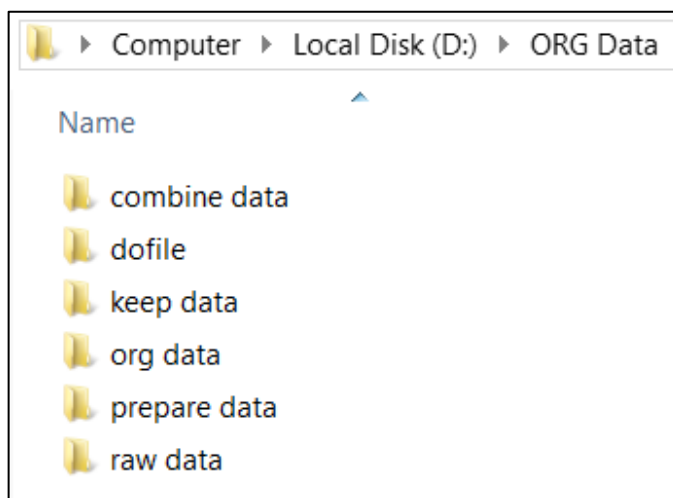 Computer Local Disk (D:) ORG Data
Name
combine data
dofile
keep data
org data
prepare data
raw data